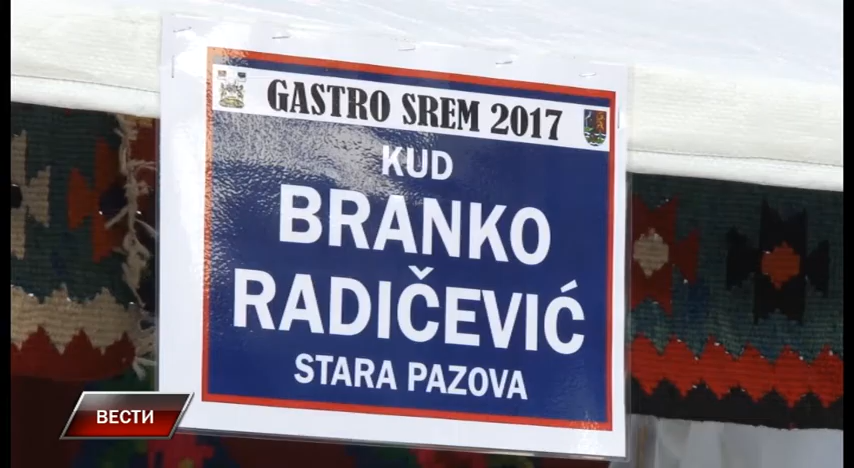 GASTRO SREM 2017
KUD
BRANKO
RADIČEVIĆ
STARA PAZOVA
ВЕСТИ